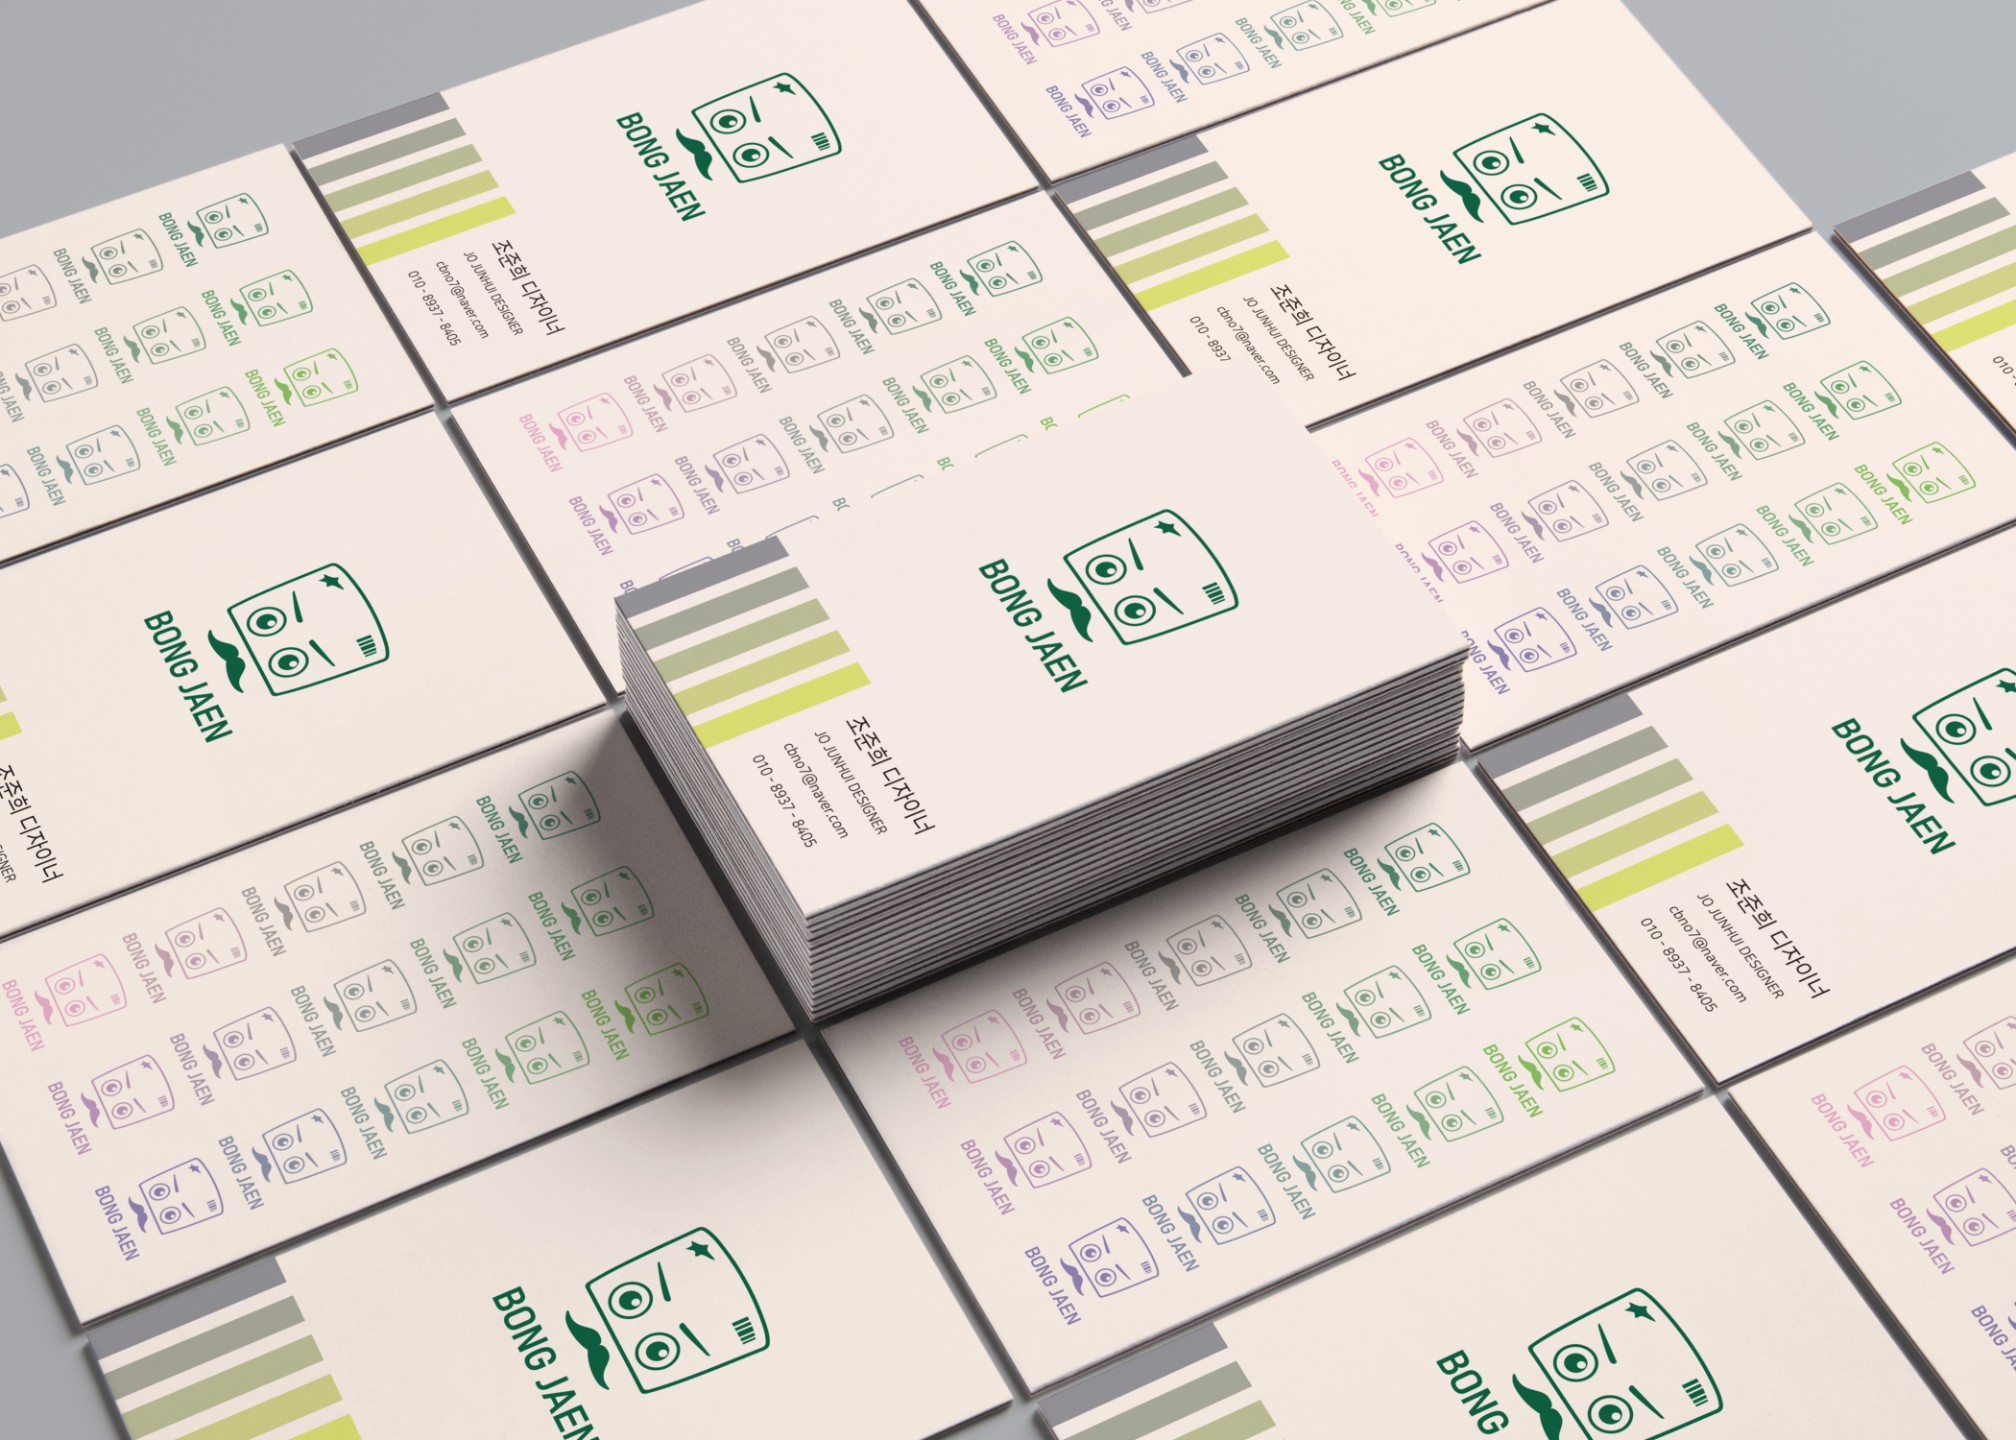 BONG JAEN
조준희 디자이너
JO JUNHUI DESIGNER
cbno7@naver.com
010 - 8937 - 8405